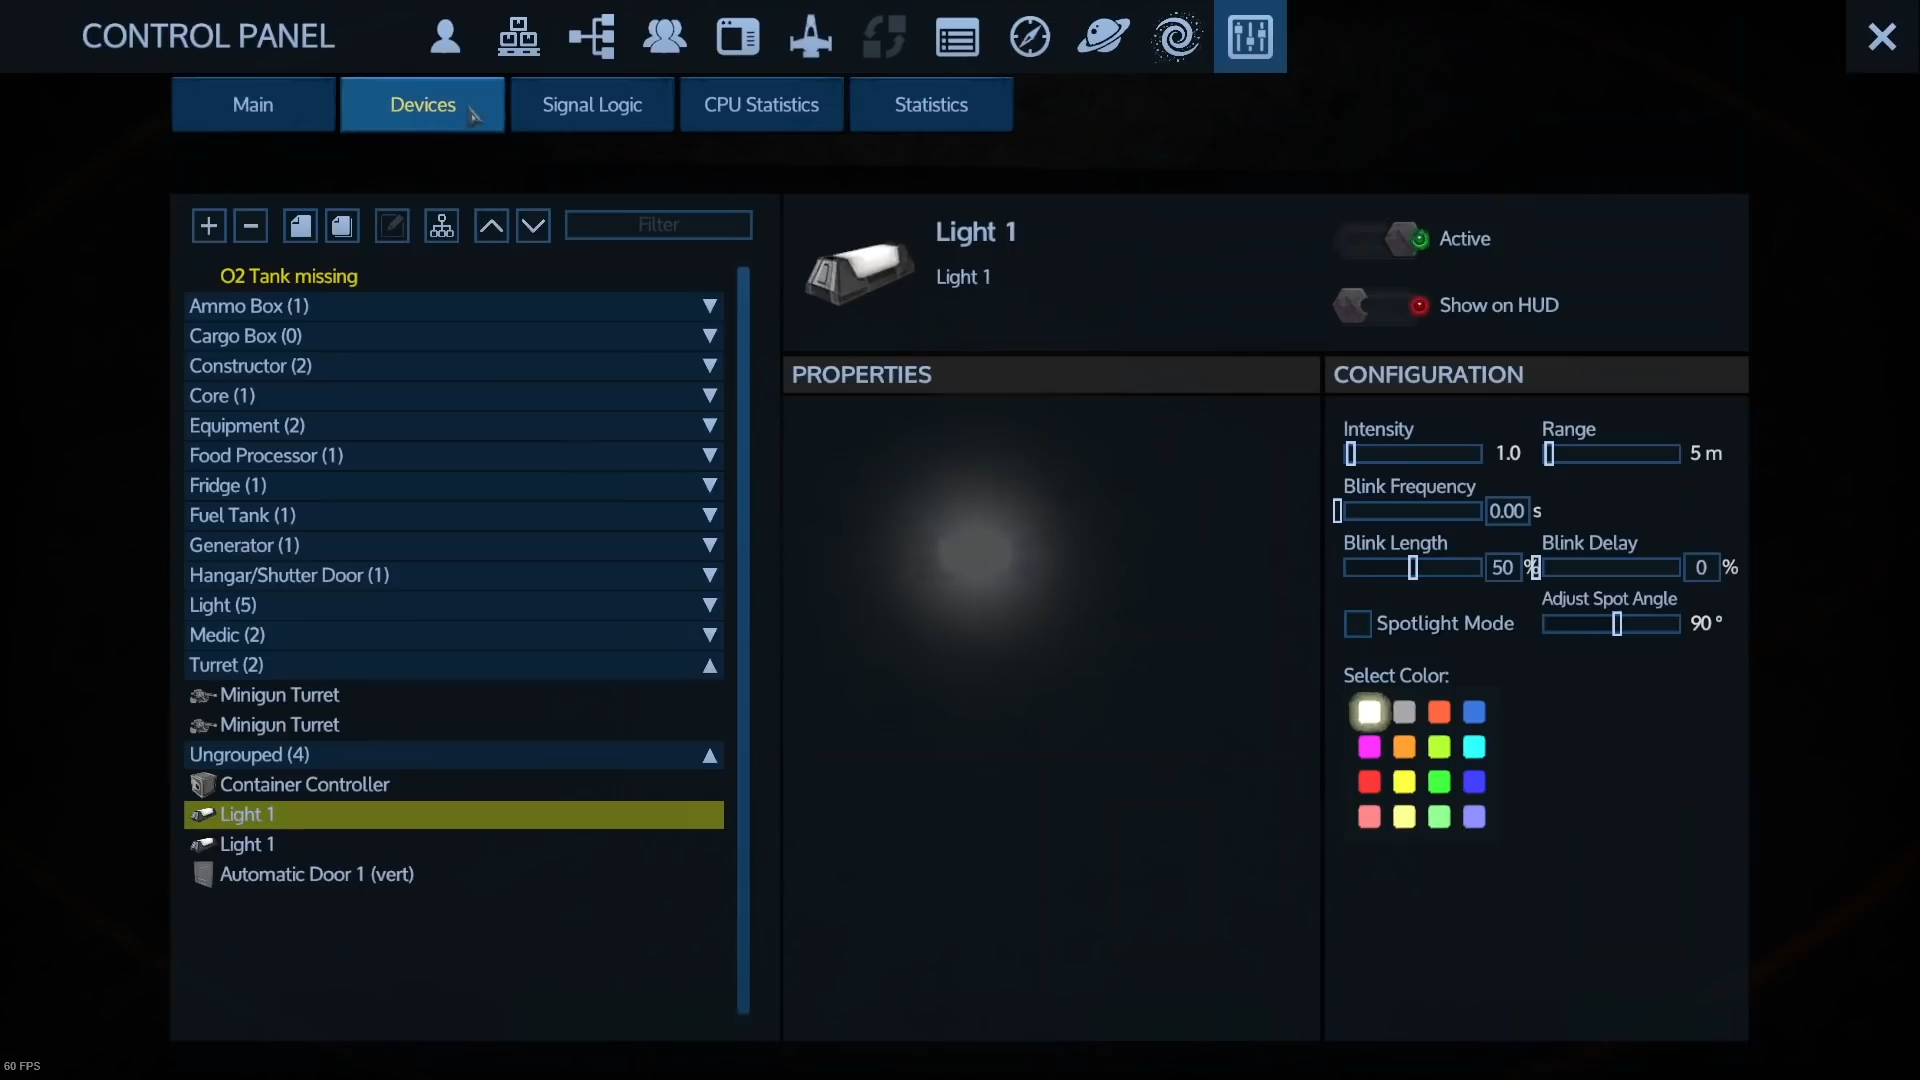 CONTROL PANEL
Main
Devices
Signal Logic
CPU Statistics
Statistics
Filter
O2 Tank missing
Ammo Box (1)
Cargo Box (0)
Constructor (2)
Core (1)
Equipment (2)
Food Processor (1)
Fridge (1)
Fuel Tank (1)
Generator (1)
Hangar/Shutter Door (1)
Light (5)
Medic (2)
Turret (2)
Minigun Turret
Minigun Turret
Ungrouped (4)
Container Controller
Light 1
Light 1
Automatic Door 1 (vert)
Light 1
Light 1
Active
Show on HUD
PROPERTIES
CONFIGURATION
Intensity
1.0
Range
5 m
Blink Frequency
0.00 s
Blink Length
50 %
Blink Delay
0 %
Spotlight Mode
Adjust Spot Angle
90 °
Select Color:
60 FPS